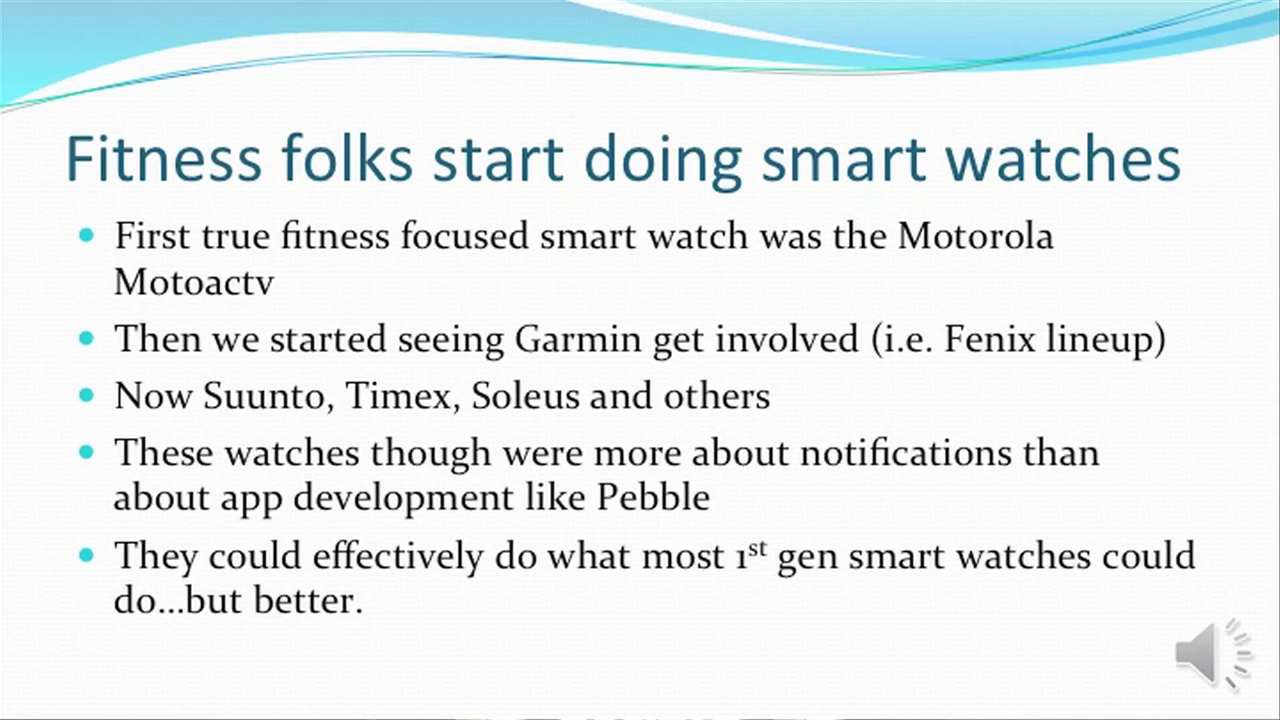 Fitness folks start doing smart watches
• First true fitness focused smart watch was the Motorola
Motoactv
• Then we started seeing Garmin get involved (i.e. Fenix lineup)
• Now Suunto, Timex, Soleus and others
• These watches though were more about notifications than
about app development like Pebble
• They could effectively do what most 1st gen smart watches could
do...but better.